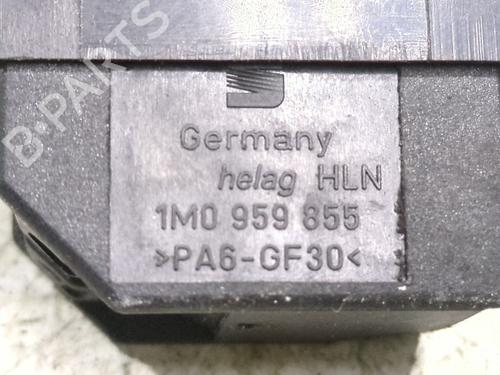 B-PARTS
Germany
helag HLN
1M0 959 855
>PA6-GF30<